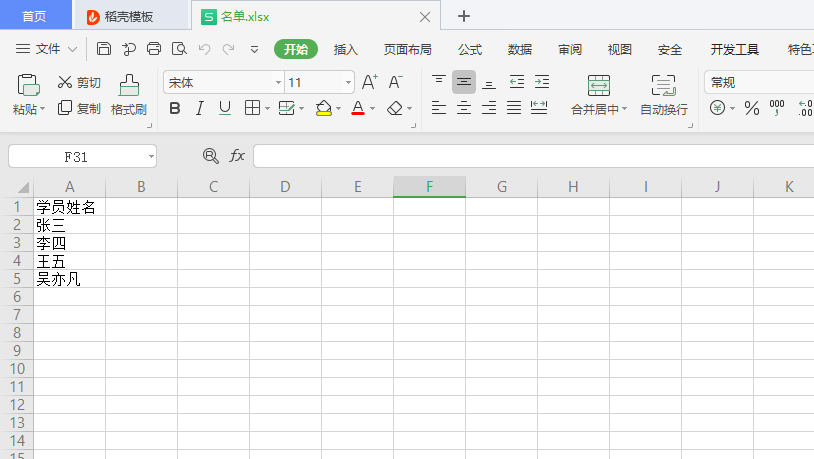 首页 稻壳模板 名单.xlsx
文件 开始 插入 页面布局 公式 数据 审阅 视图 安全 开发工具 特色
粘贴 剪切 复制 格式刷 宋体 11 A+ A- B I U A 合并居中 自动换行 常规 ¥ % 000 .00
F31 fx
A B C D E F G H I J K
1 学员姓名
2 张三
3 李四
4 王五
5 吴亦凡
6
7
8
9
10
11
12
13
14
15